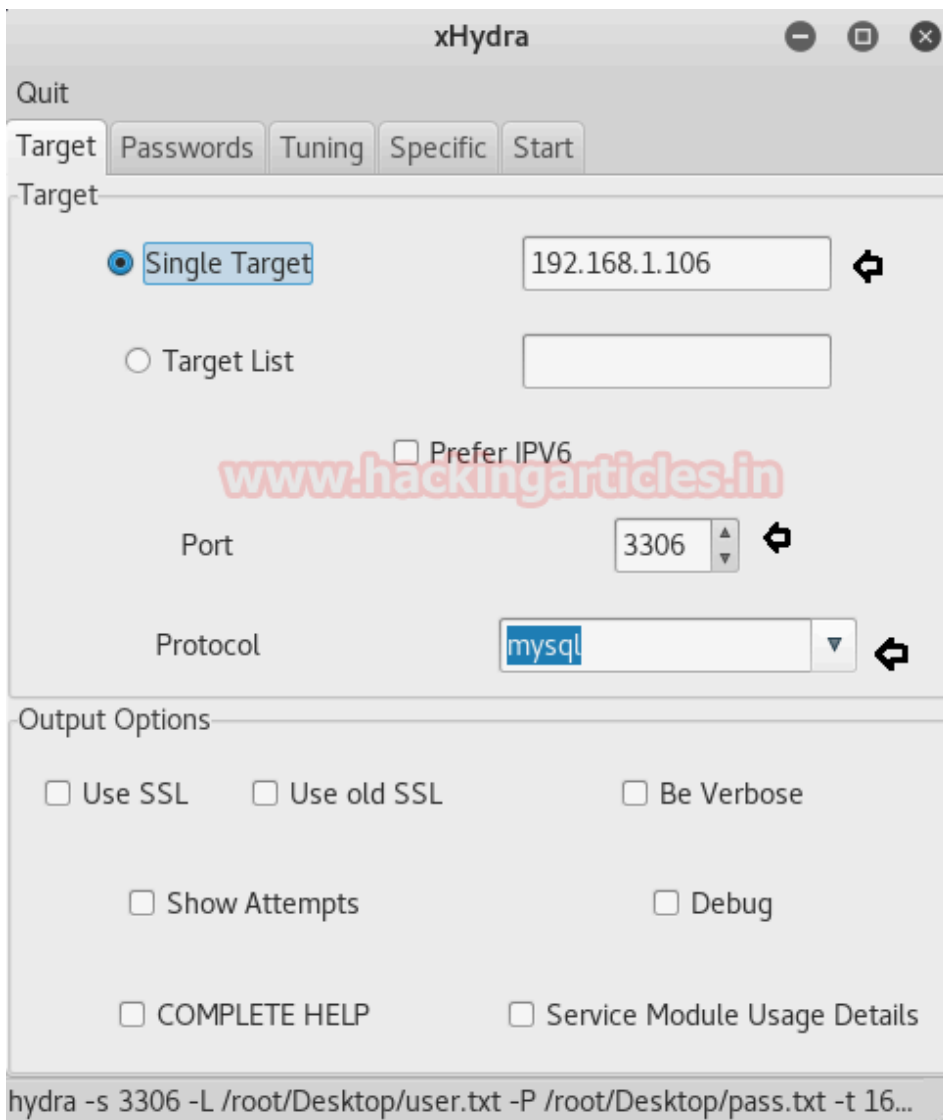 xHydra
Quit
Target Passwords Tuning Specific Start
Target
Single Target 192.168.1.106
Target List
Prefer IPV6
www.hackingarticles.in
Port 3306
Protocol mysql
Output Options
Use SSL Use old SSL Be Verbose
Show Attempts Debug
COMPLETE HELP Service Module Usage Details
hydra -s 3306 -L /root/Desktop/user.txt -P /root/Desktop/pass.txt -t 16...